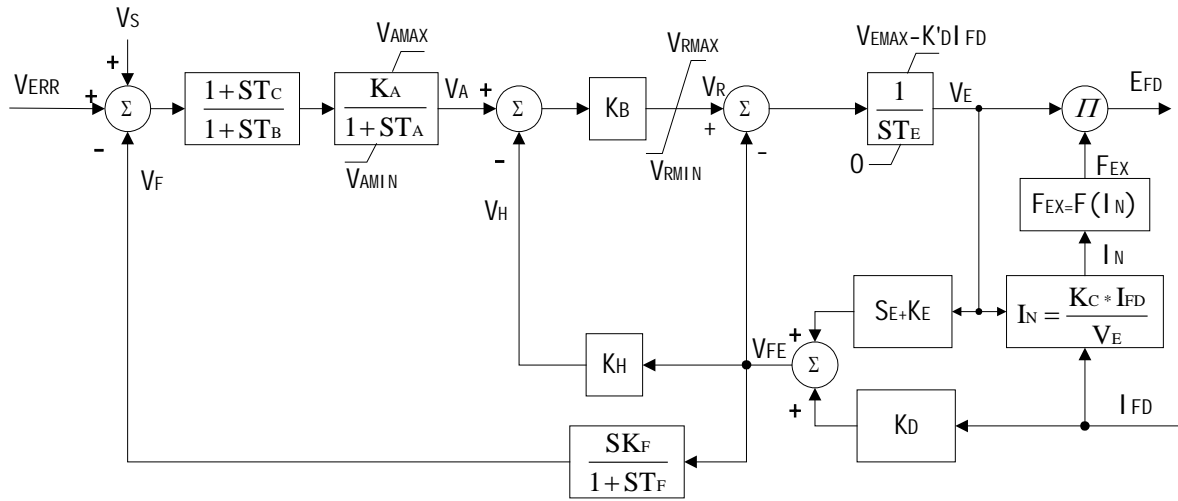 VS
VERR
+
+
Σ
-
VF
1+STC
1+STB
VAMAX
KA
1+STA
VAMIN
VA
+
Σ
-
VH
KB
VRMAX
VR
VRMIN
+
Σ
-
VEMAX-K'DIFD
1
STE
0
VE
Π
EFD
FEX
FEX=F(IN)
IN
IN = KC * IFD
VE
SE+KE
+
VFE
Σ
+
KH
KD
IFD
SKF
1+STF